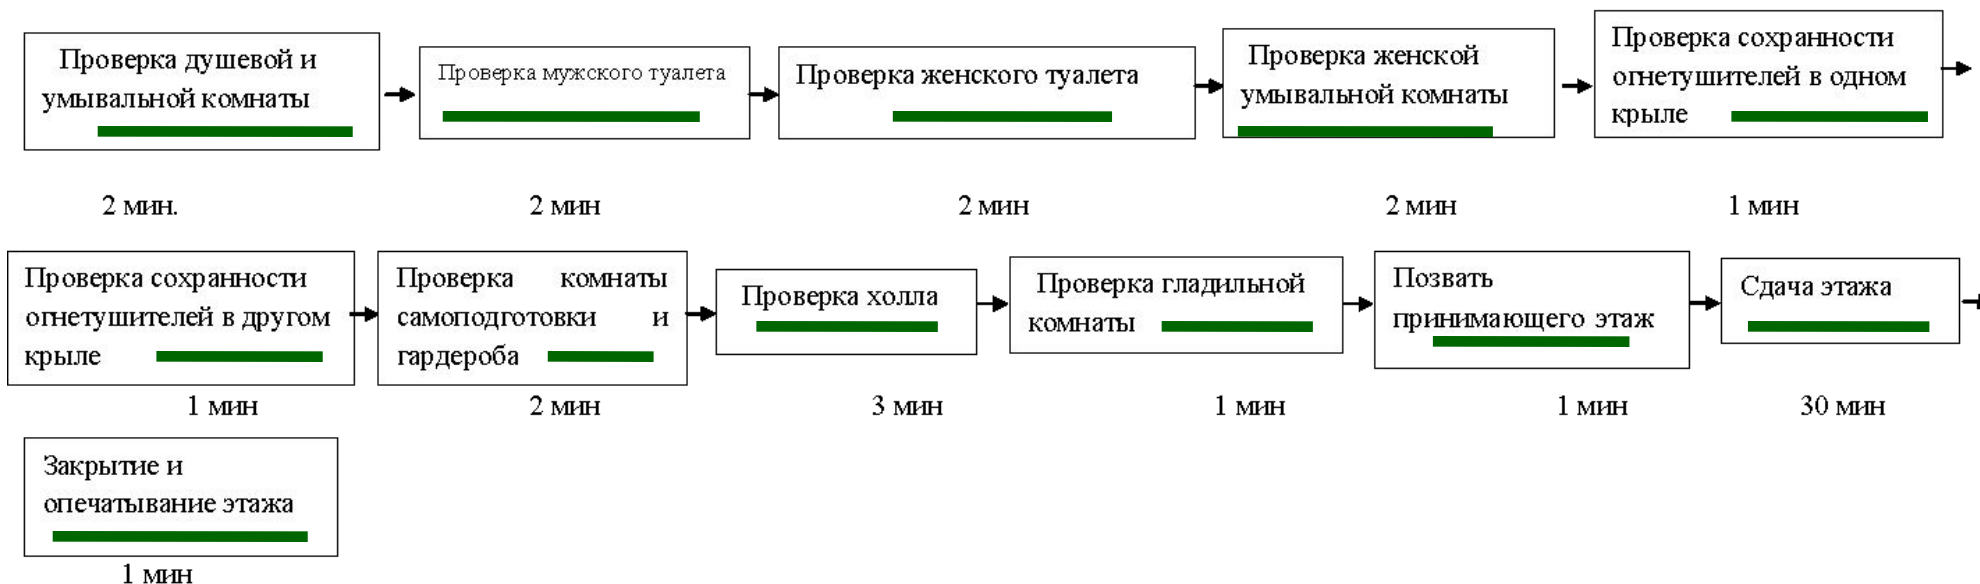 Проверка душевой и
умывальной комнаты
Проверка мужского туалета
Проверка женского туалета
Проверка женской
умывальной комнаты
Проверка сохранности
огнетушителей в одном
крыле
2 мин.
2 мин
2 мин
2 мин
1 мин
Проверка сохранности
огнетушителей в другом
крыле
Проверка комнаты
самоподготовки и
гардероба
Проверка холла
Проверка гладильной
комнаты
Позвать
принимающего этаж
Сдача этажа
1 мин
2 мин
3 мин
1 мин
1 мин
30 мин
Закрытие и
опечатывание этажа
1 мин